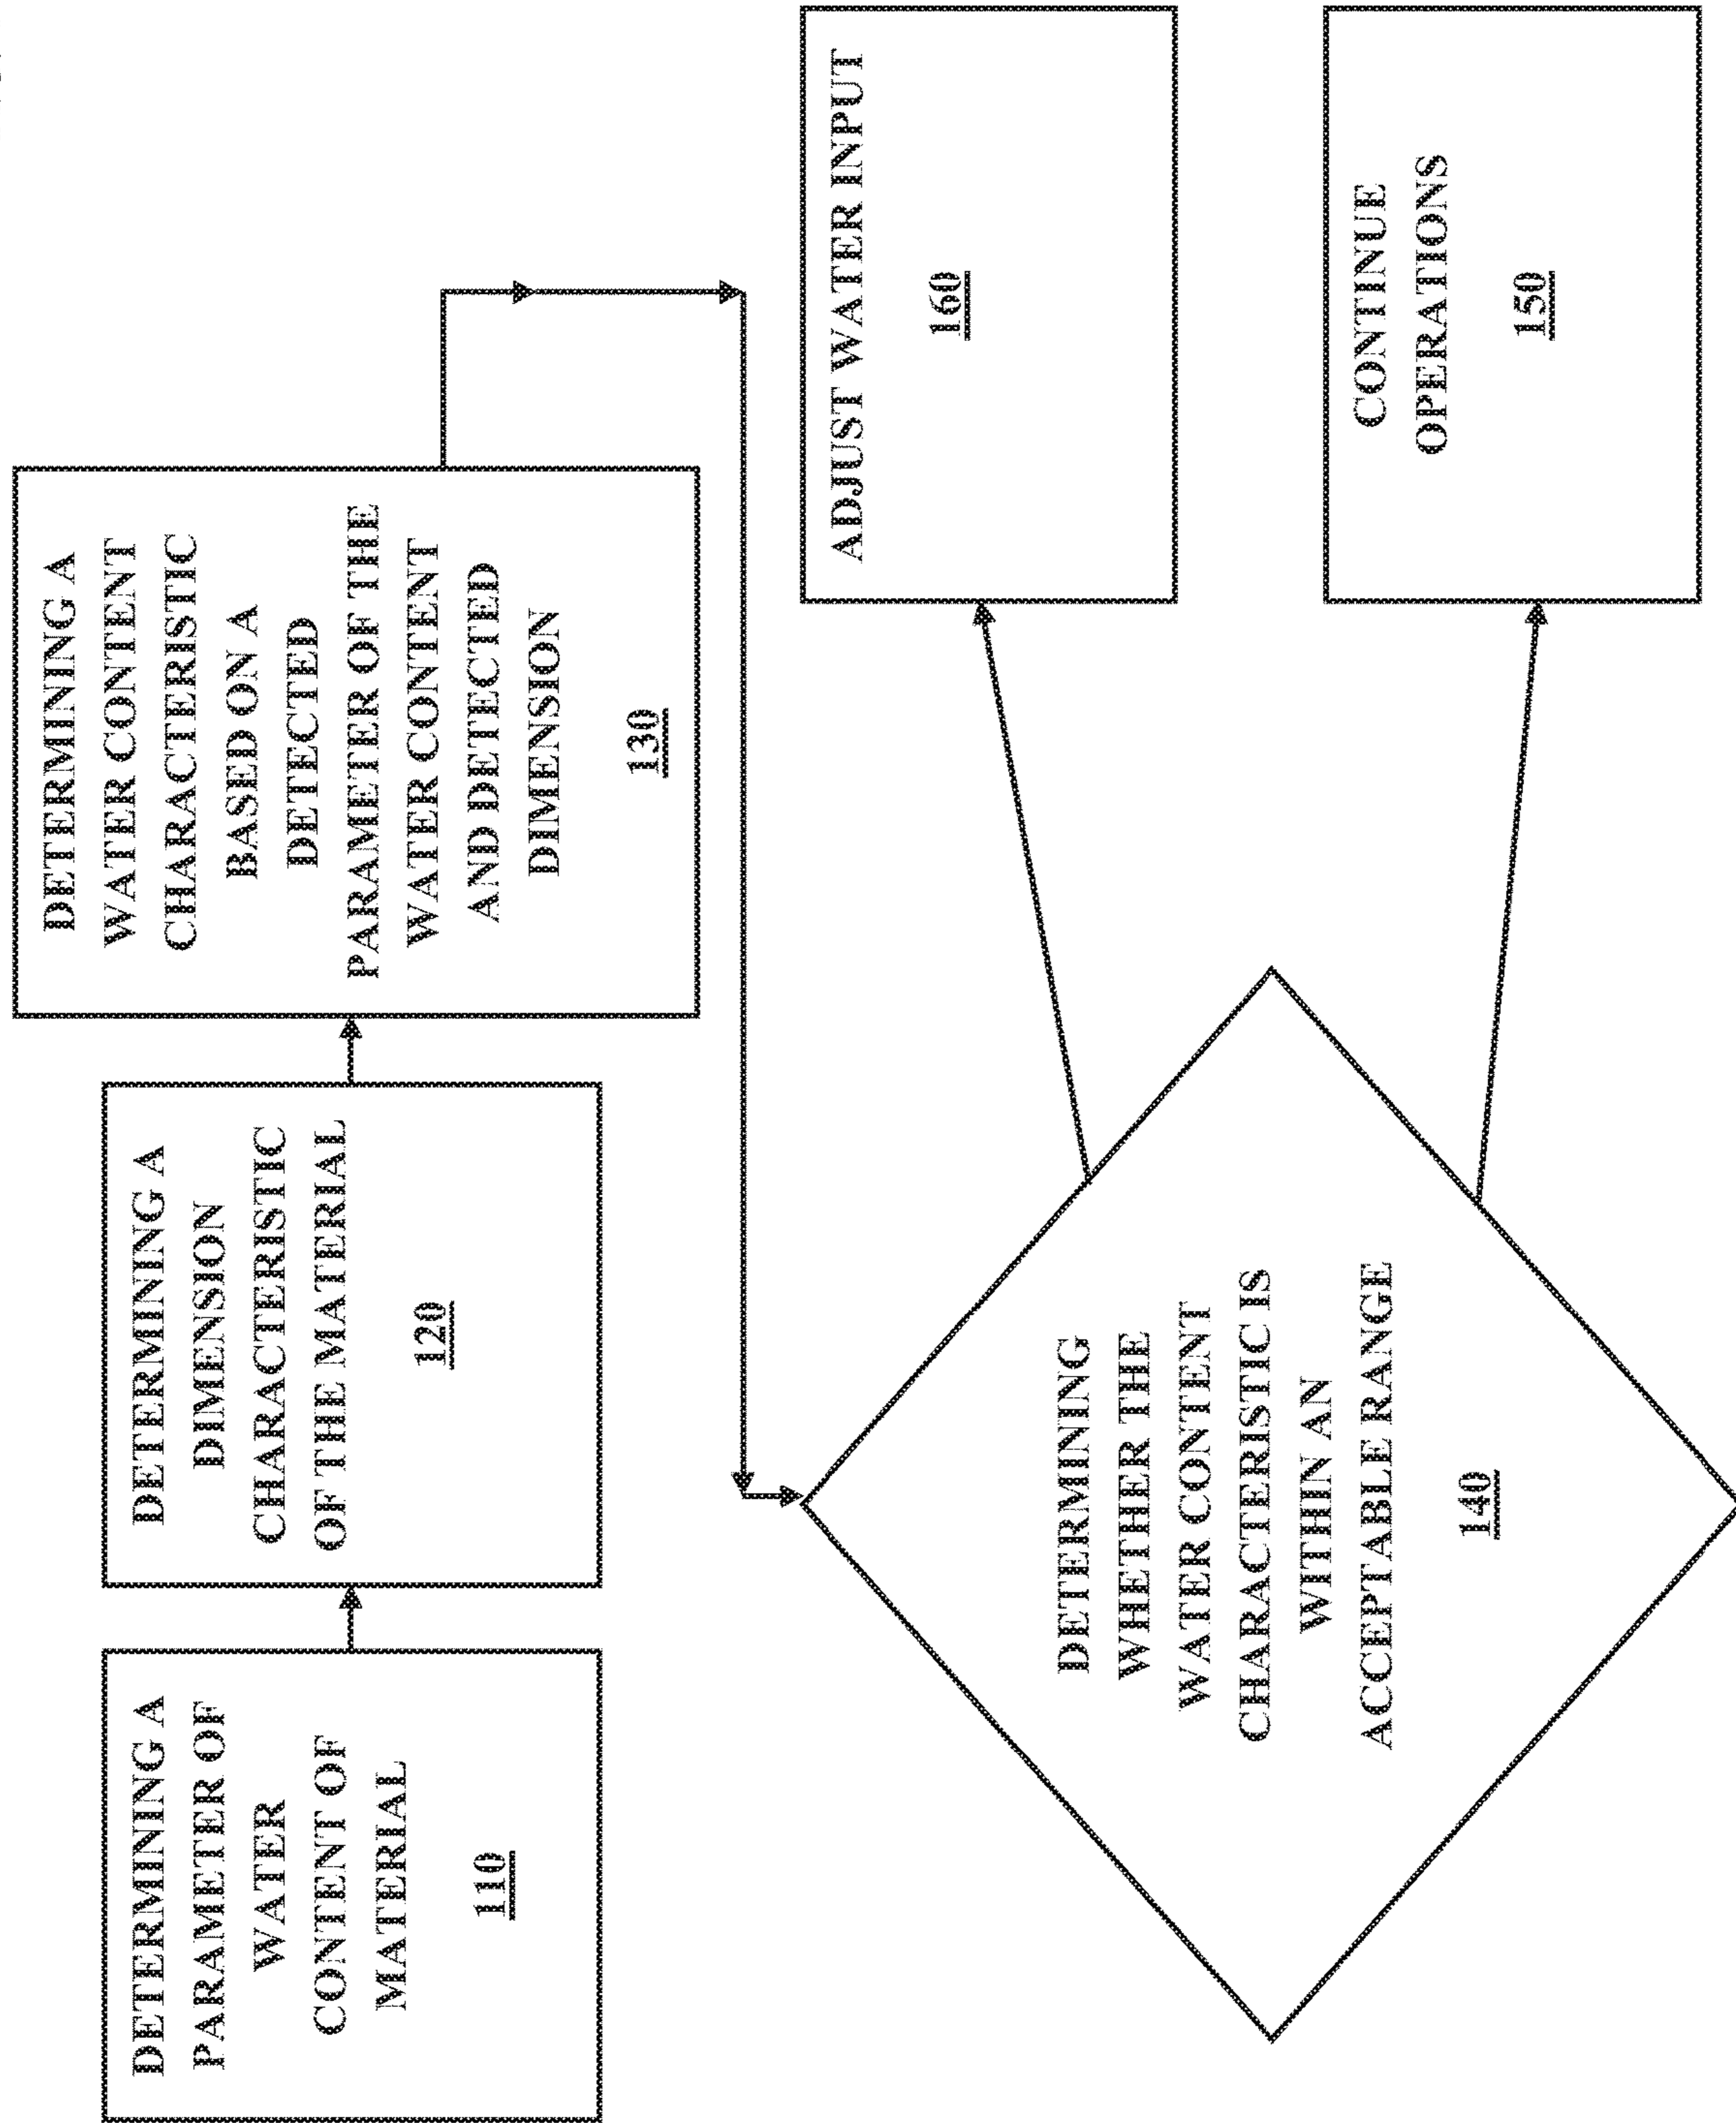 DETERMINING A
PARAMETER OF
WATER
CONTENT OF
MATERIAL
110
DETERMINING A
DIMENSION
CHARACTERISTIC
OF THE MATERIAL
120
DETERMINING A
WATER CONTENT
CHARACTERISTIC
BASED ON A
DETECTED
PARAMETER OF THE
WATER CONTENT
AND DETECTED
DIMENSION
130
DETERMINING
WHETHER THE
WATER CONTENT
CHARACTERISTIC IS
WITHIN AN
ACCEPTABLE RANGE
140
ADJUST WATER INPUT
160
CONTINUE
OPERATIONS
150